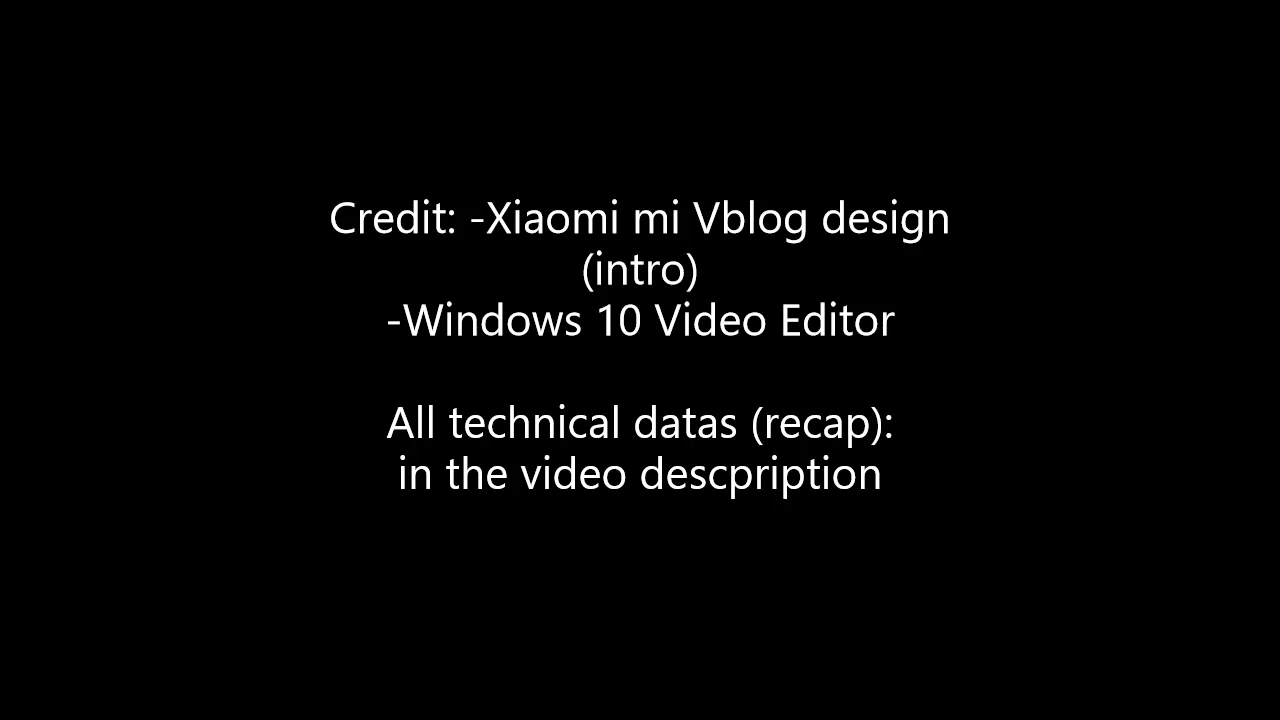 Credit: -Xiaomi mi Vblog design
(intro)
-Windows 10 Video Editor
All technical datas (recap):
in the video descpription